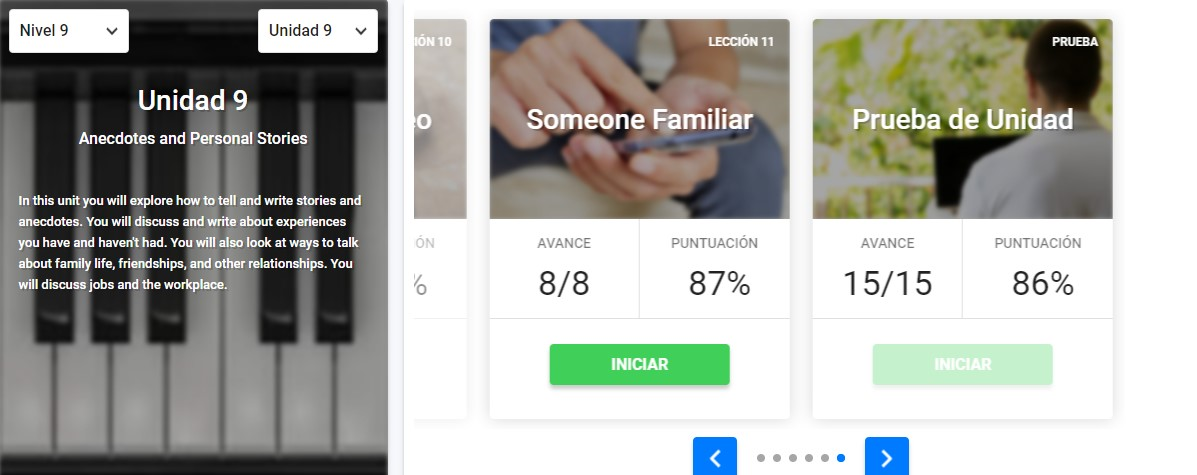 Nivel 9
Unidad 9
Unidad 9
Anecdotes and Personal Stories
In this unit you will explore how to tell and write stories and
anecdotes. You will discuss and write about experiences
you have and haven't had. You will also look at ways to talk
about family life, friendships, and other relationships. You
will discuss jobs and the workplace.
IÓN 10
eo
ÓN
%
LECCIÓN 11
Someone Familiar
AVANCE
PUNTUACIÓN
8/8
87%
INICIAR
PRUEBA
Prueba de Unidad
AVANCE
PUNTUACIÓN
15/15
86%
INICIAR